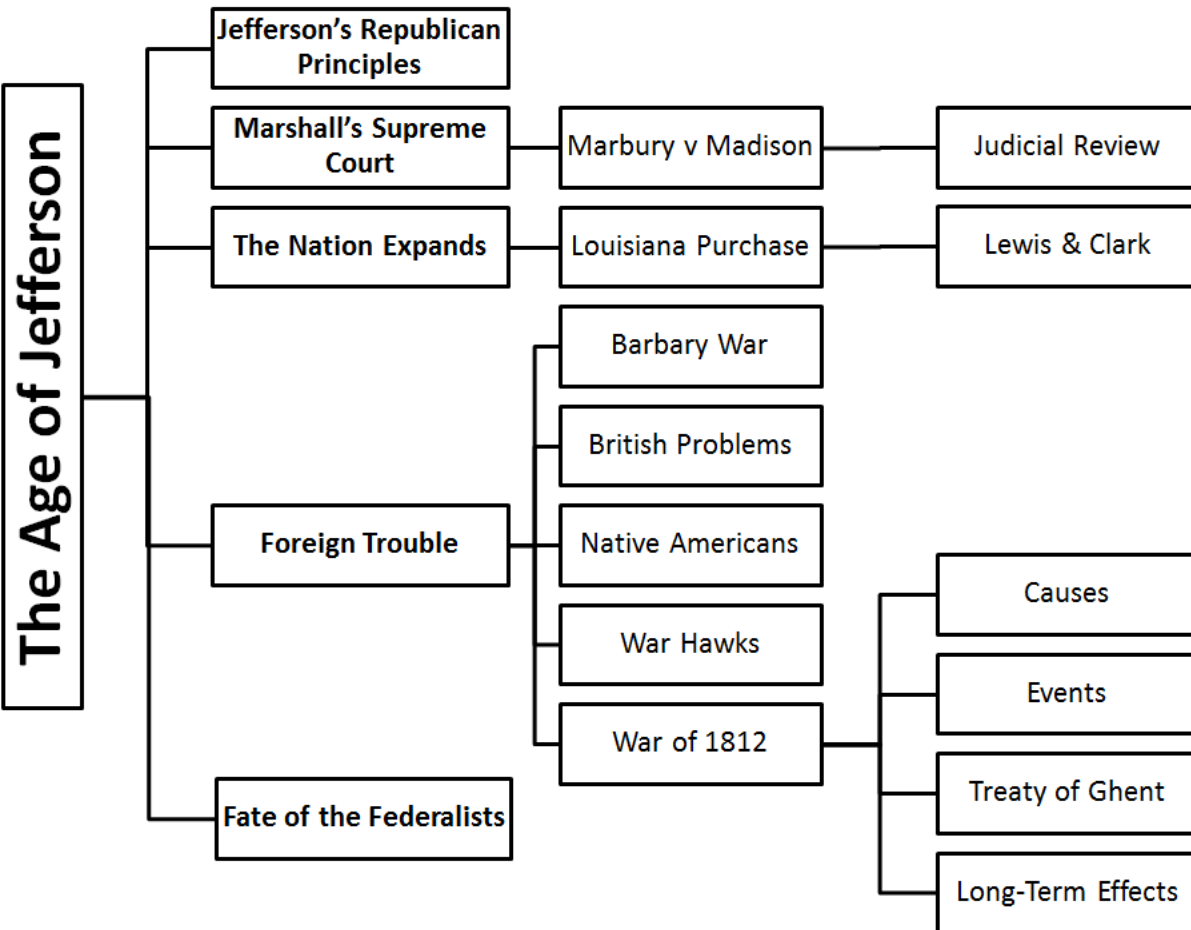 The Age of Jefferson
Jefferson's Republican
Principles
Marshall's Supreme
Court
Marbury v Madison
Judicial Review
The Nation Expands
Louisiana Purchase
Lewis & Clark
Foreign Trouble
Barbary War
British Problems
Native Americans
War Hawks
War of 1812
Causes
Events
Treaty of Ghent
Long-Term Effects
Fate of the Federalists